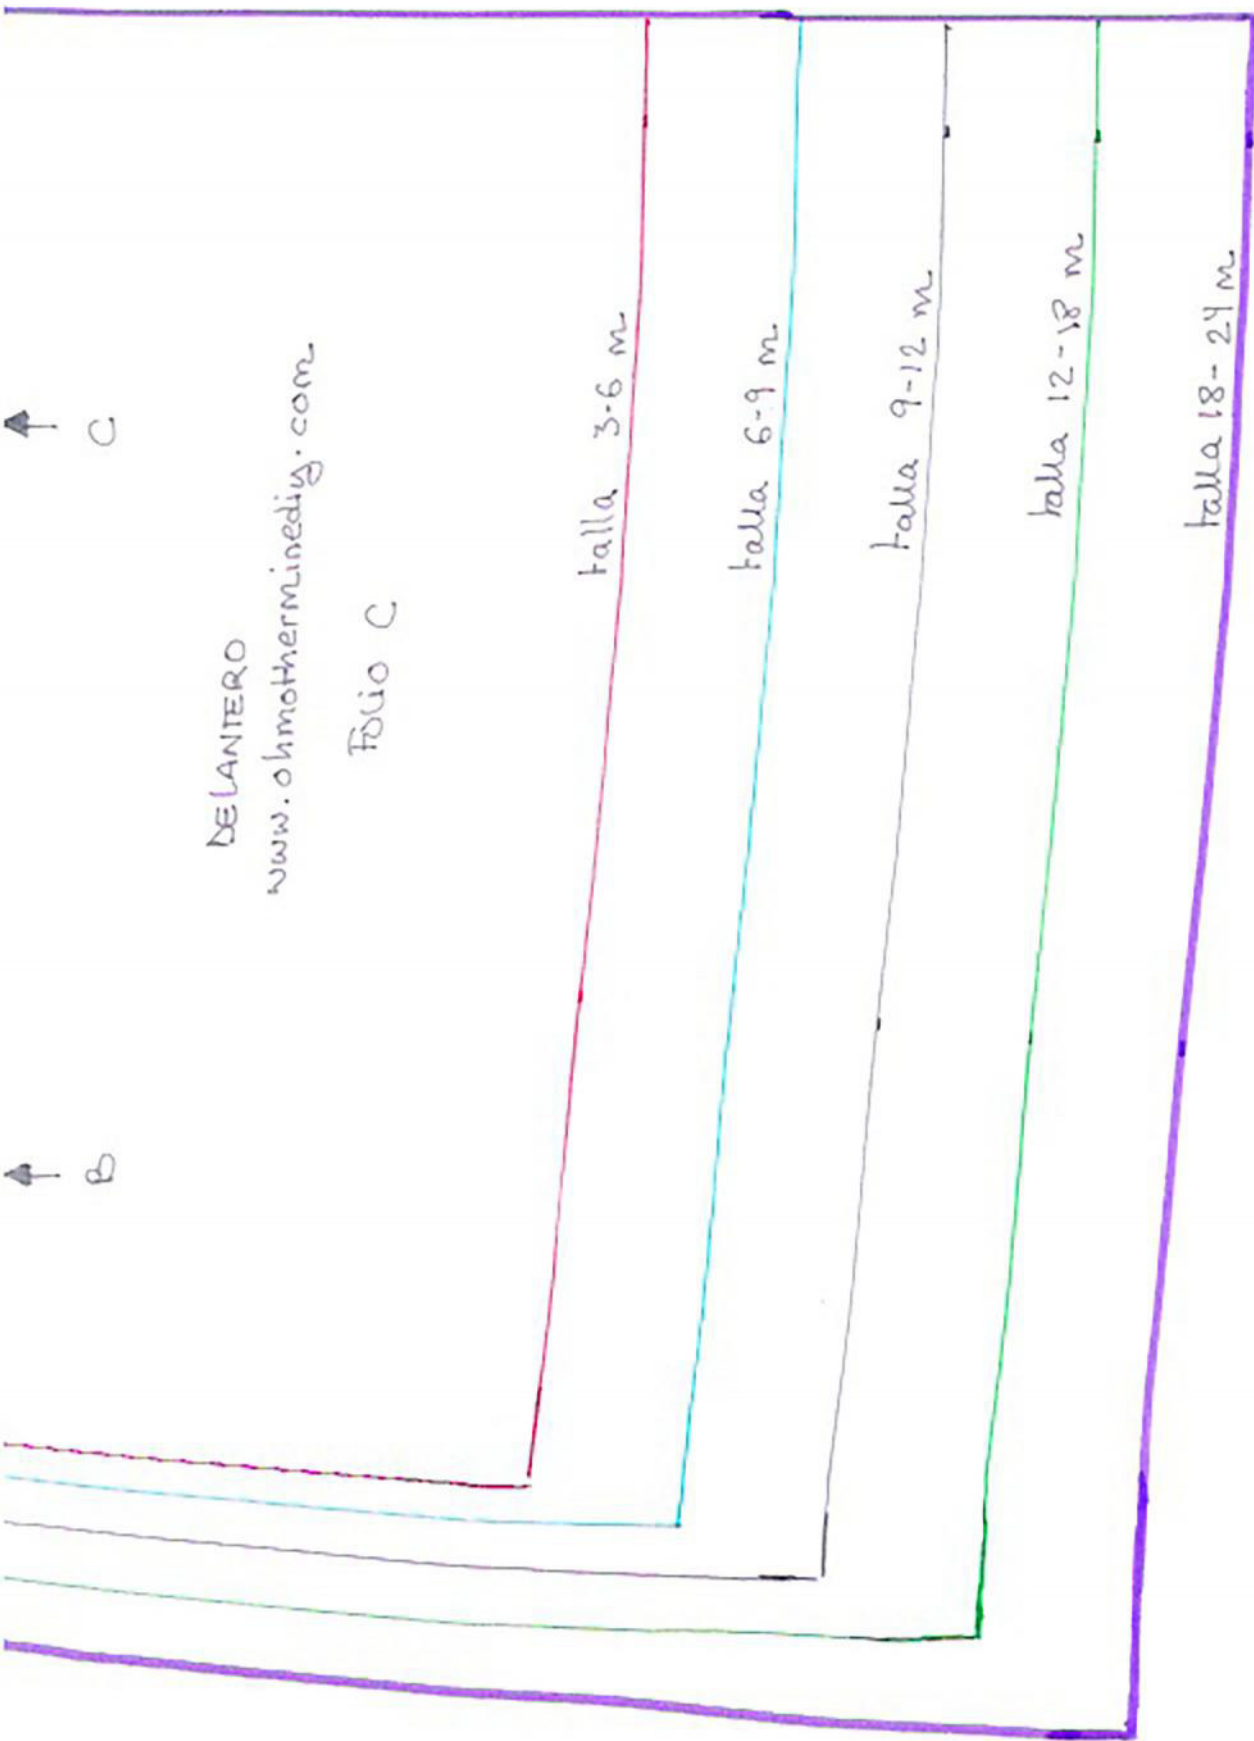 C
B
DELANTERO
www.ohmotherminediy.com
FOLIO C
talla 3-6 m
talla 6-9 m
talla 9-12 m
talla 12-18 m
talla 18-24 m